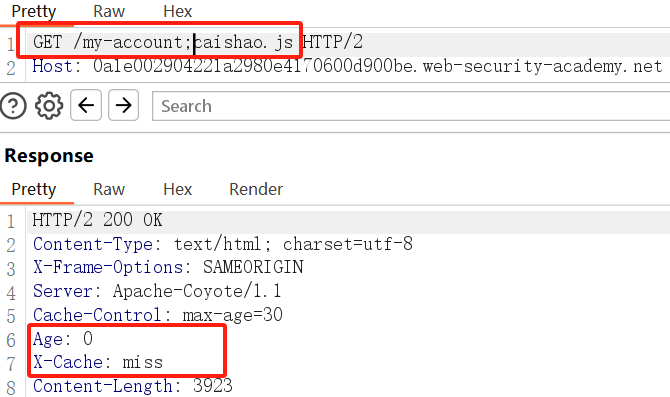 Pretty Raw Hex
1 GET /my-account;caishao.js HTTP/2
2 Host: 0a1e002904221a2980e4170600d900be.web-security-academy.net
Search
Response
Pretty Raw Hex Render
1 HTTP/2 200 OK
2 Content-Type: text/html; charset=utf-8
3 X-Frame-Options: SAMEORIGIN
4 Server: Apache-Coyote/1.1
5 Cache-Control: max-age=30
6 Age: 0
7 X-Cache: miss
8 Content-Length: 3923